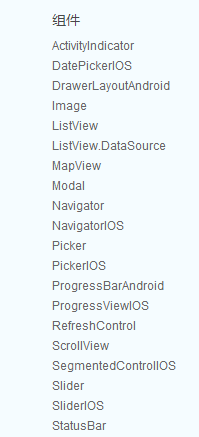 组件
ActivityIndicator
DatePickerIOS
DrawerLayoutAndroid
Image
ListView
ListView.DataSource
MapView
Modal
Navigator
NavigatorIOS
Picker
PickerIOS
ProgressBarAndroid
ProgressViewIOS
RefreshControl
ScrollView
SegmentedControlIOS
Slider
SliderIOS
StatusBar